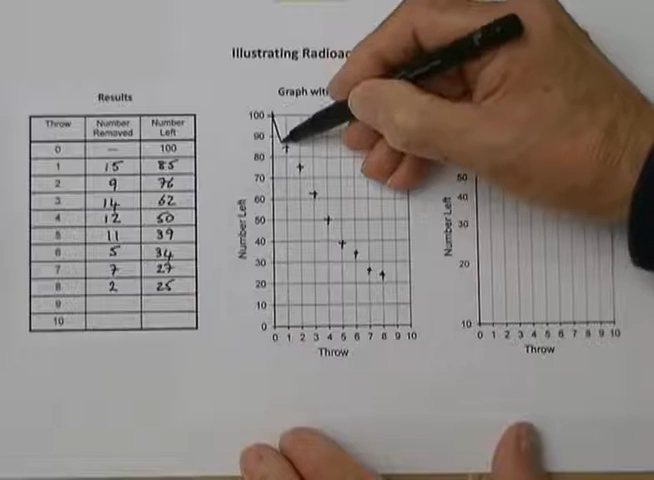 Illustrating Radioac
Results
Throw Number Removed Number Left
0 — 100
1 15 85
2 9 76
3 14 62
4 12 50
5 11 39
6 5 34
7 7 27
8 2 25
9
10
Graph with
100
90
80
70
60
50
40
30
20
10
0
Number Left
0 1 2 3 4 5 6 7 8 9 10
Throw
50
40
30
20
10
Number Left
0 1 2 3 4 5 6 7 8 9 10
Throw